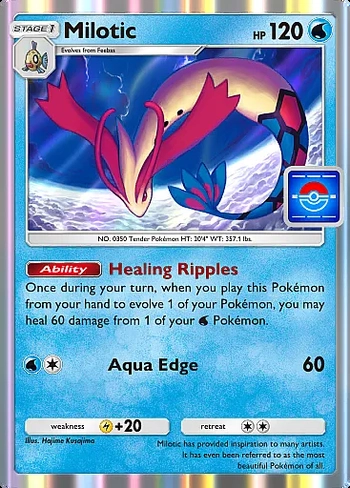 STAGE 1 Milotic HP 120
Evolves from Feebas
NO. 0350 Tender Pokémon HT: 20'4" WT: 357.1 lbs.
Ability Healing Ripples
Once during your turn, when you play this Pokémon
from your hand to evolve 1 of your Pokémon, you may
heal 60 damage from 1 of your Pokémon.
Aqua Edge 60
weakness +20 retreat
Illus. Hajime Kusajima
Milotic has provided inspiration to many artists.
It has even been referred to as the most
beautiful Pokémon of all.